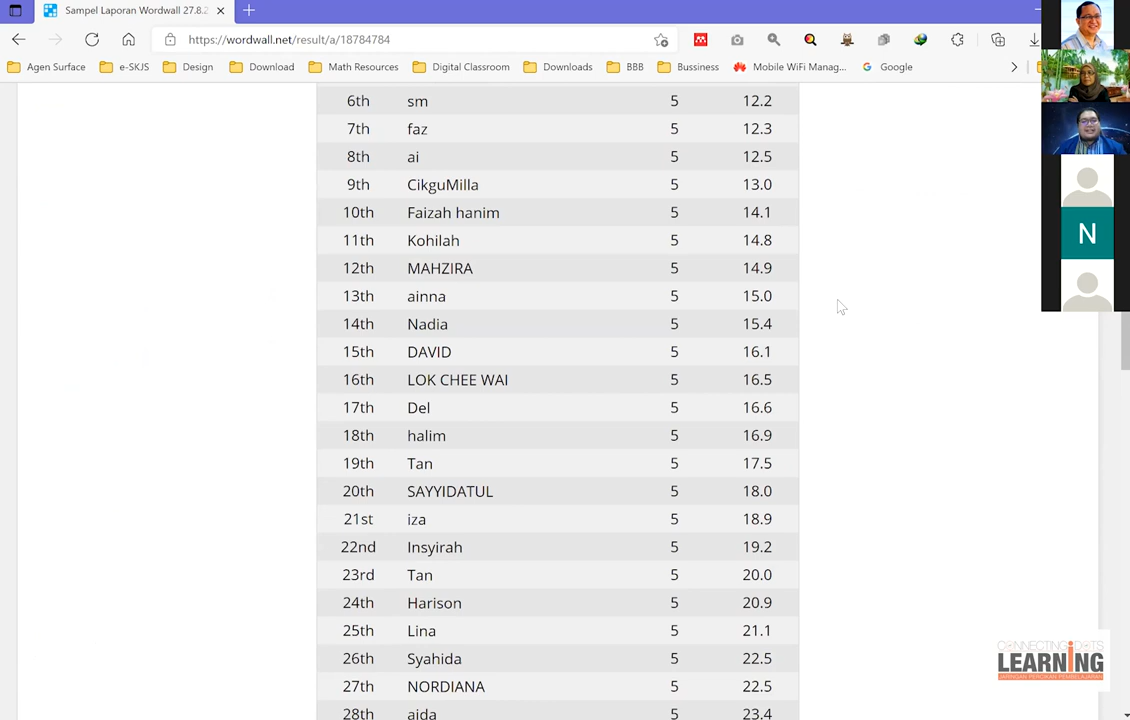 Sampel Laporan Wordwall 27.8.2
https://wordwall.net/result/a/18784784
Agen Surface e-SKJS Design Download Math Resources Digital Classroom Downloads BBB Bussiness Mobile WiFi Manag... Google
6th sm 5 12.2
7th faz 5 12.3
8th ai 5 12.5
9th CikguMilla 5 13.0
10th Faizah hanim 5 14.1
11th Kohilah 5 14.8
12th MAHZIRA 5 14.9
13th ainna 5 15.0
14th Nadia 5 15.4
15th DAVID 5 16.1
16th LOK CHEE WAI 5 16.5
17th Del 5 16.6
18th halim 5 16.9
19th Tan 5 17.5
20th SAYYIDATUL 5 18.0
21st iza 5 18.9
22nd Insyirah 5 19.2
23rd Tan 5 20.0
24th Harison 5 20.9
25th Lina 5 21.1
26th Syahida 5 22.5
27th NORDIANA 5 22.5
28th aida 5 23.4
N
CONNECTING DOTS
LEARNING
JARINGAN PERCIKAN PEMBELAJARAN